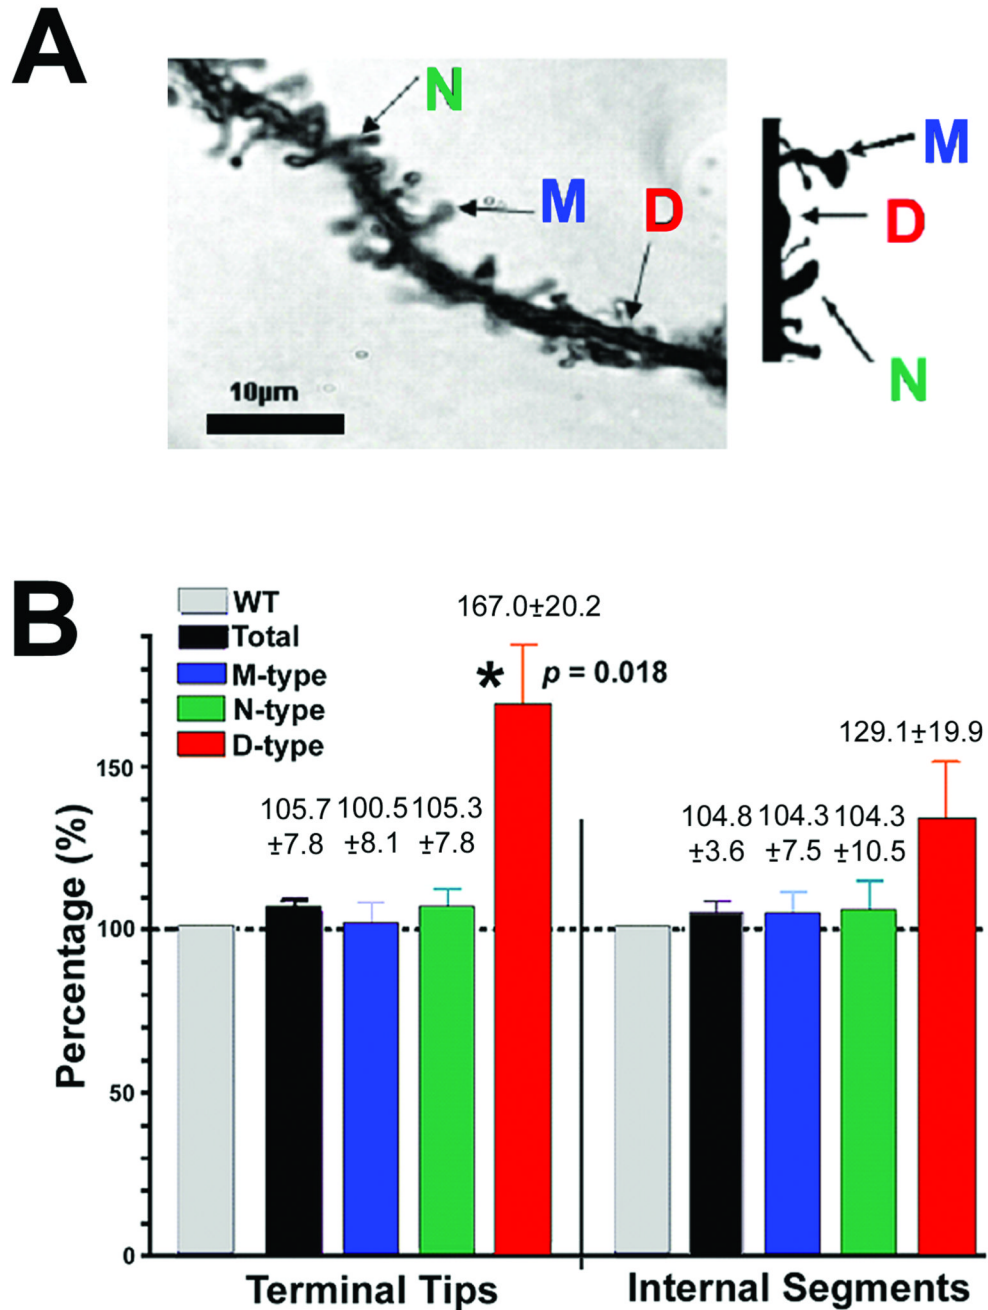 A
N
M
D
10µm
M
D
N
B
WT
Total
M-type
N-type
D-type
167.0±20.2
* p = 0.018
129.1±19.9
105.7
±7.8
100.5
±8.1
105.3
±7.8
104.8
±3.6
104.3
±7.5
104.3
±10.5
Percentage (%)
150
100
50
0
Terminal Tips
Internal Segments